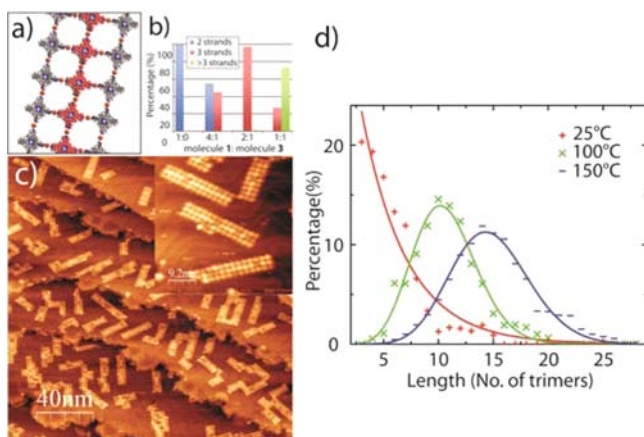 a)
b)
2 strands
3 strands
>3 strands
100
80
60
40
20
0
Percentage (%)
1:0 4:1 2:1 1:1
molecule 1: molecule 3
c)
9.2nm
40nm
d)
25°C
100°C
150°C
20
10
0
Percentage(%)
5 10 15 20 25
Length (No. of trimers)